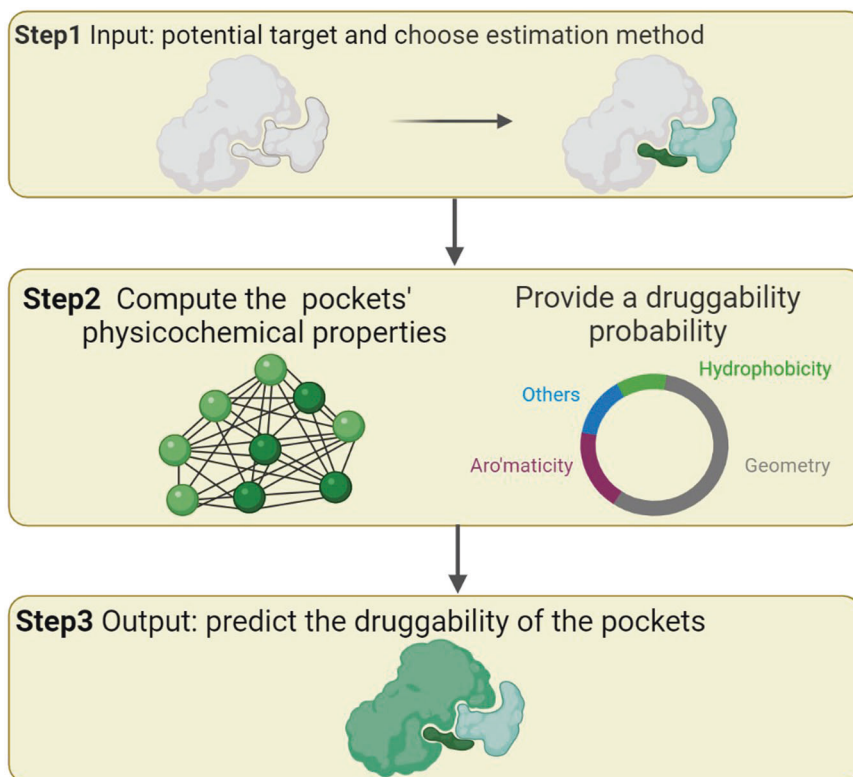 Step1 Input: potential target and choose estimation method
Step2 Compute the pockets'
physicochemical properties
Provide a druggability
probability
Hydrophobicity
Others
Aro'maticity
Geometry
Step3 Output: predict the druggability of the pockets